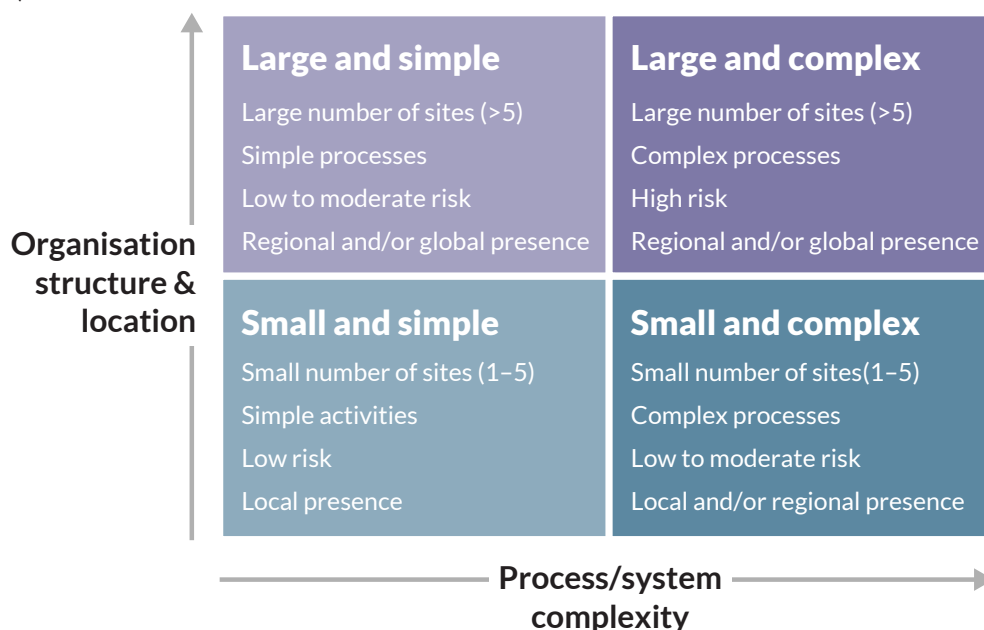 Large and simple
Large number of sites (>5)
Simple processes
Low to moderate risk
Regional and/or global presence
Large and complex
Large number of sites (>5)
Complex processes
High risk
Regional and/or global presence
Organisation
structure &
location
Small and simple
Small number of sites (1–5)
Simple activities
Low risk
Local presence
Small and complex
Small number of sites(1–5)
Complex processes
Low to moderate risk
Local and/or regional presence
Process/system
complexity